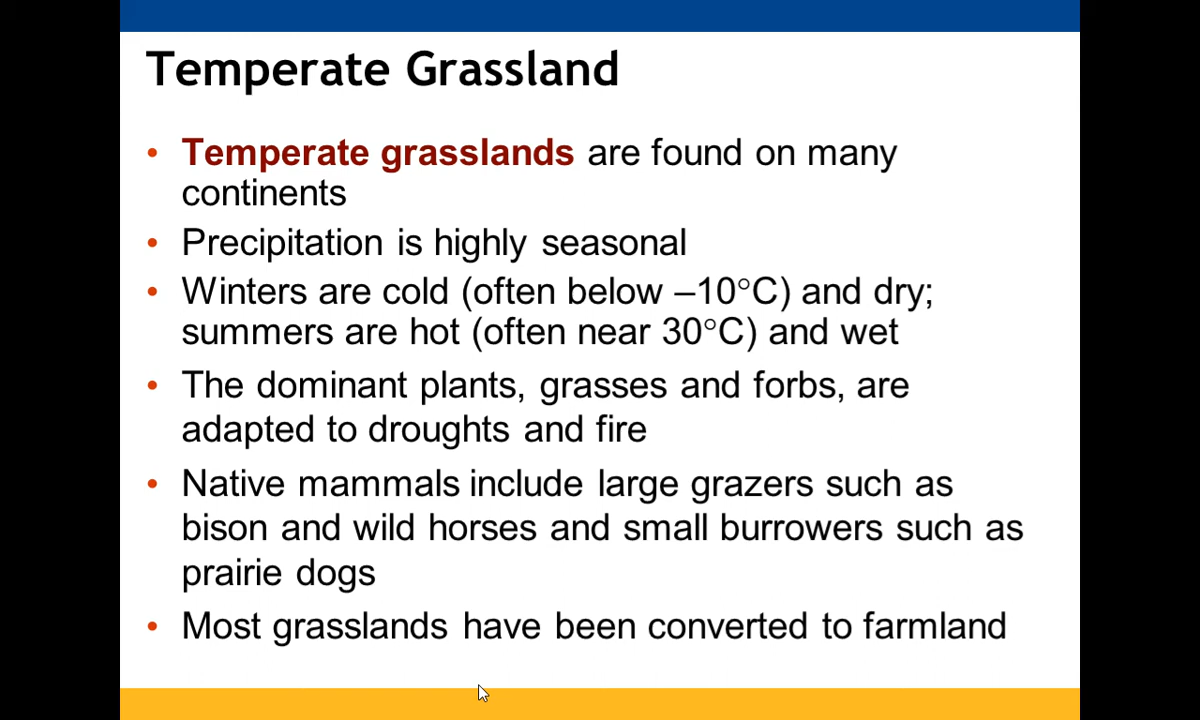 Temperate Grassland
• Temperate grasslands are found on many
continents
• Precipitation is highly seasonal
• Winters are cold (often below –10°C) and dry;
summers are hot (often near 30°C) and wet
• The dominant plants, grasses and forbs, are
adapted to droughts and fire
• Native mammals include large grazers such as
bison and wild horses and small burrowers such as
prairie dogs
• Most grasslands have been converted to farmland